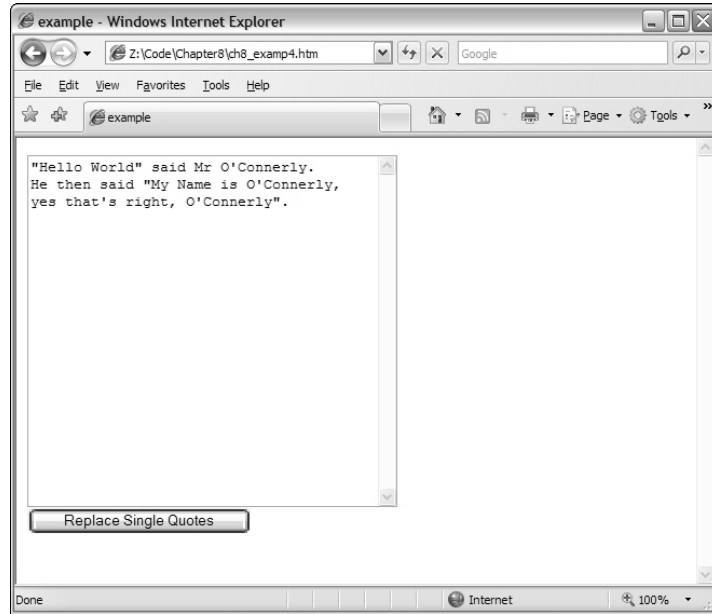 example - Windows Internet Explorer
Z:\Code\Chapter8\ch8_examp4.htm
Google
File Edit View Favorites Tools Help
example
Page Tools »
"Hello World" said Mr O'Connerly.
He then said "My Name is O'Connerly,
yes that's right, O'Connerly".
Replace Single Quotes
Done
Internet
100%